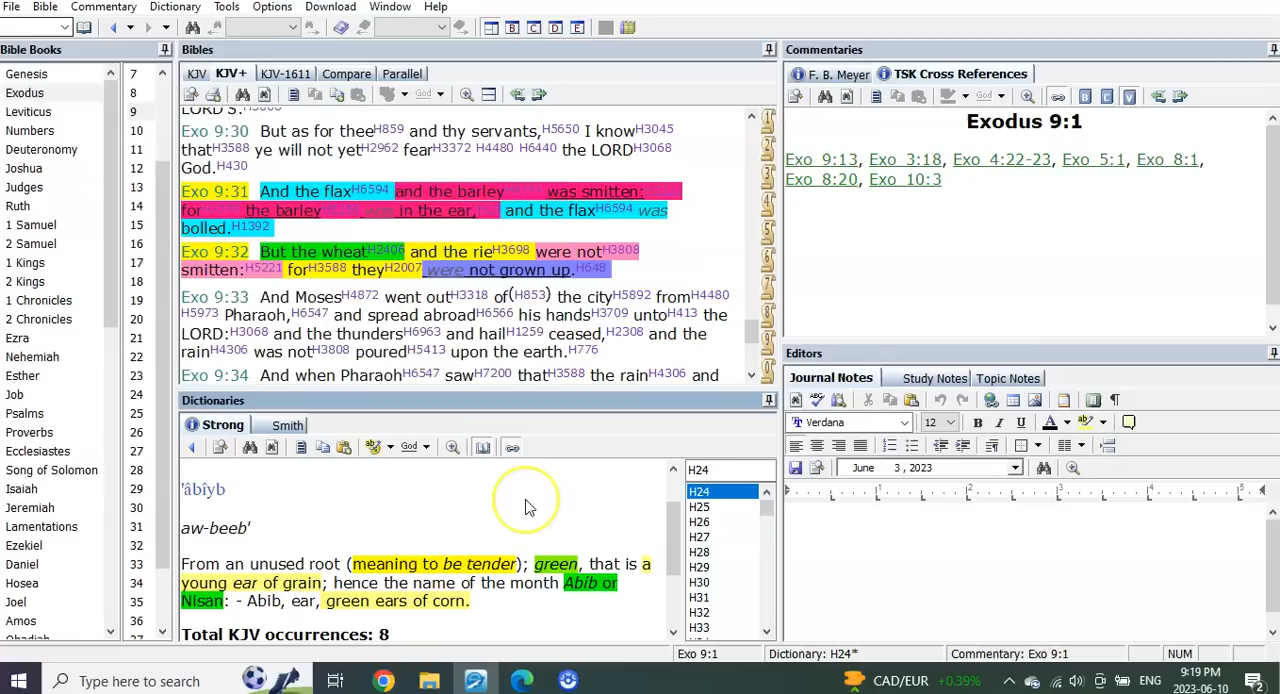 File Bible Commentary Dictionary Tools Options Download Window Help
Bible Books
Genesis
Exodus
Leviticus
Numbers
Deuteronomy
Joshua
Judges
Ruth
1 Samuel
2 Samuel
1 Kings
2 Kings
1 Chronicles
2 Chronicles
Ezra
Nehemiah
Esther
Job
Psalms
Proverbs
Ecclesiastes
Song of Solomon
Isaiah
Jeremiah
Lamentations
Ezekiel
Daniel
Hosea
Joel
Amos
Obadiah
7
8
9
10
11
12
13
14
15
16
17
18
19
20
21
22
23
24
25
26
27
28
29
30
31
32
33
34
35
36
Bibles
KJV KJV+ KJV-1611 Compare Parallel
LORD'S.
Exo 9:30 But as for theeH859 and thy servants,H5650 I knowH3045
thatH3588 ye will not yetH2962 fearH3372 H4480 H6440 the LORDH3068
God.H430
Exo 9:31 And the flaxH6594 and the barley was smitten:
for the barley was in the ear, and the flaxH6594 was
bolled.H1392
Exo 9:32 But the wheatH2406 and the rieH3698 were notH3808
smitten:H5221 forH3588 theyH2007 were not grown up.H648
Exo 9:33 And MosesH4872 went outH3318 of(H853) the cityH5892 fromH4480
H5973 Pharaoh,H6547 and spread abroadH6566 his handsH3709 untoH413 the
LORD:H3068 and the thundersH6963 and hailH1259 ceased,H2308 and the
rainH4306 was notH3808 pouredH5413 upon the earth.H776
Exo 9:34 And when PharaohH6547 sawH7200 thatH3588 the rainH4306 and
Dictionaries
Strong Smith
'âbîyb
aw-beeb'
From an unused root (meaning to be tender); green, that is a
young ear of grain; hence the name of the month Abib or
Nisan: - Abib, ear, green ears of corn.
Total KJV occurrences: 8
H24
H24
H25
H26
H27
H28
H29
H30
H31
H32
H33
Commentaries
F. B. Meyer TSK Cross References
Exodus 9:1
Exo 9:13, Exo 3:18, Exo 4:22-23, Exo 5:1, Exo 8:1,
Exo 8:20, Exo 10:3
Editors
Journal Notes Study Notes Topic Notes
Verdana 12 B I U A
June 3, 2023
1 2 3 4 5
Exo 9:1 Dictionary: H24* Commentary: Exo 9:1 NUM
Type here to search
CAD/EUR +0.39% ENG
9:19 PM
2023-06-10